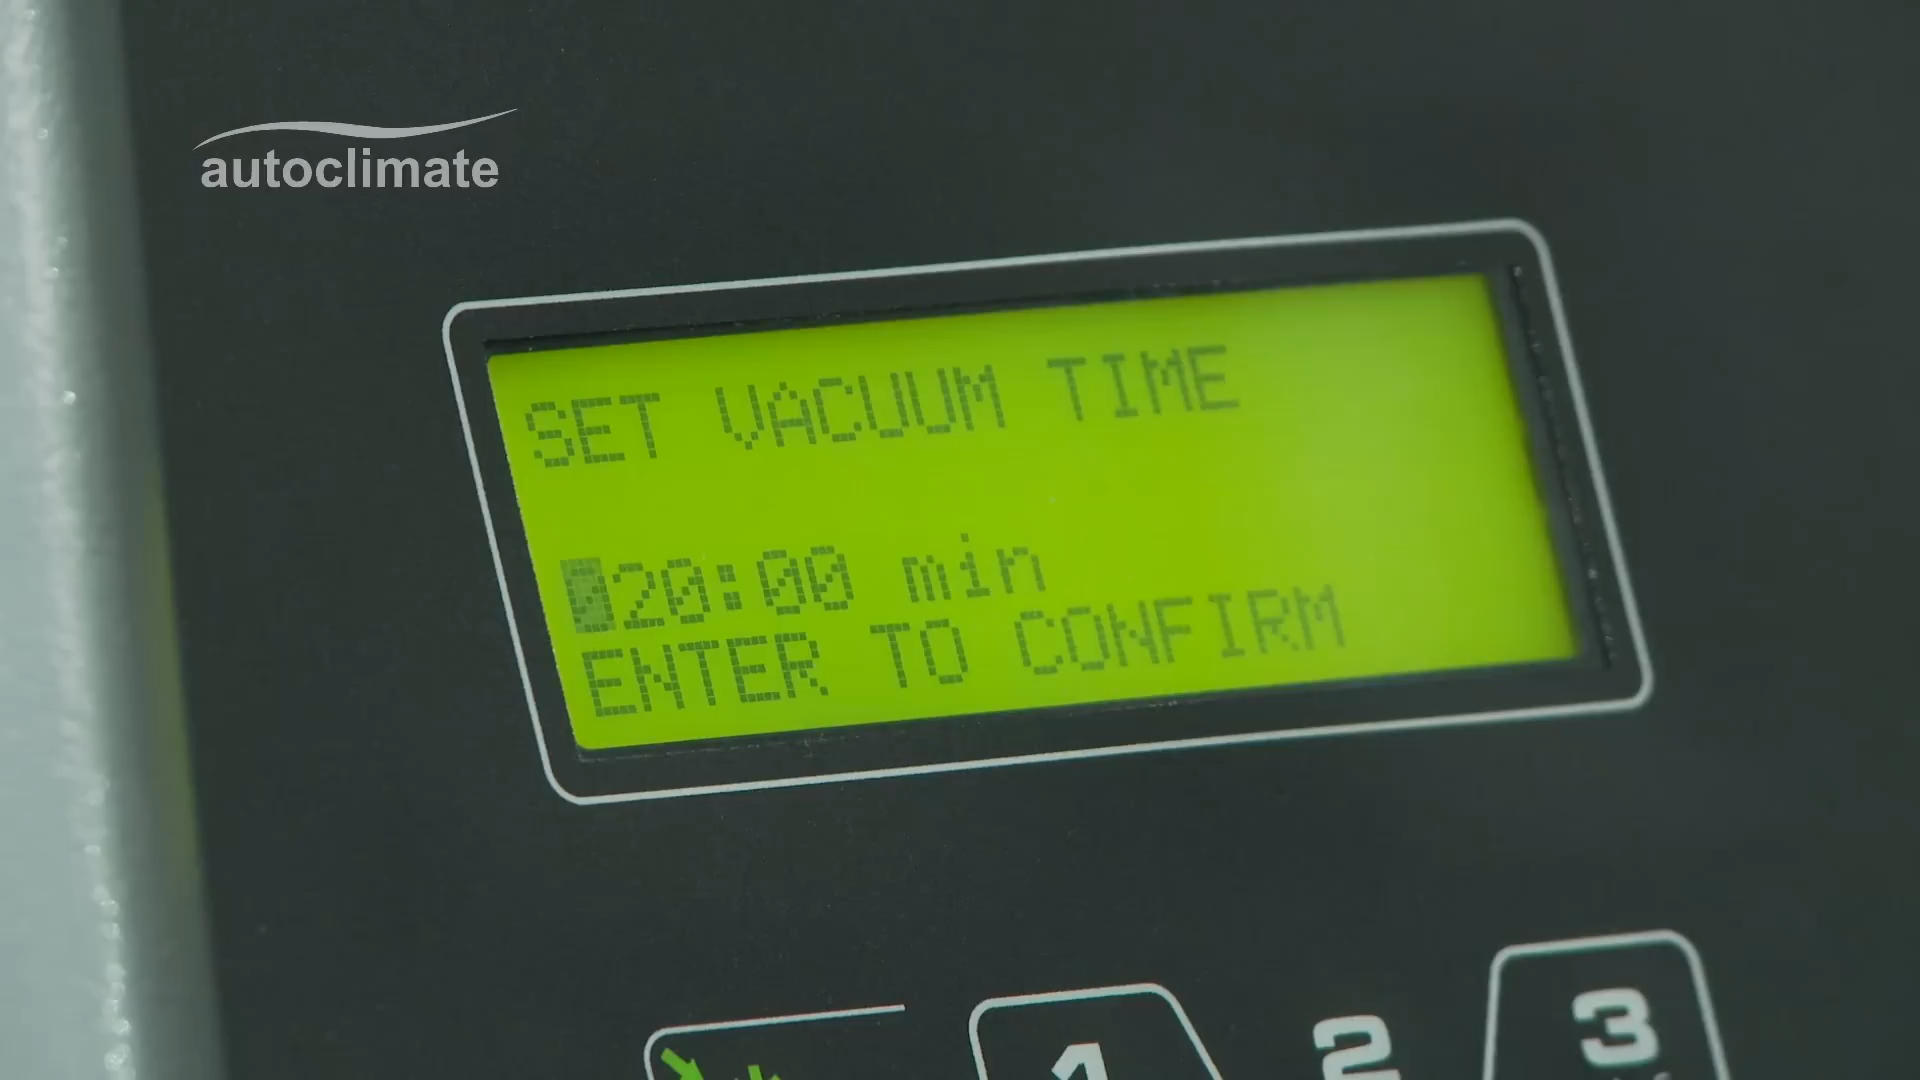 autoclimate
SET VACUUM TIME
020:00 min
ENTER TO CONFIRM
1
2
3